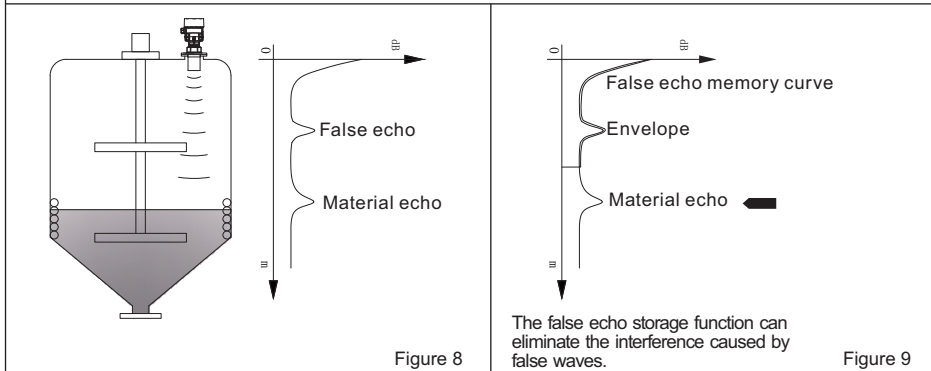 0
dB
False echo
Material echo
m
Figure 8
0
dB
False echo memory curve
Envelope
Material echo
m
The false echo storage function can
eliminate the interference caused by
false waves.
Figure 9